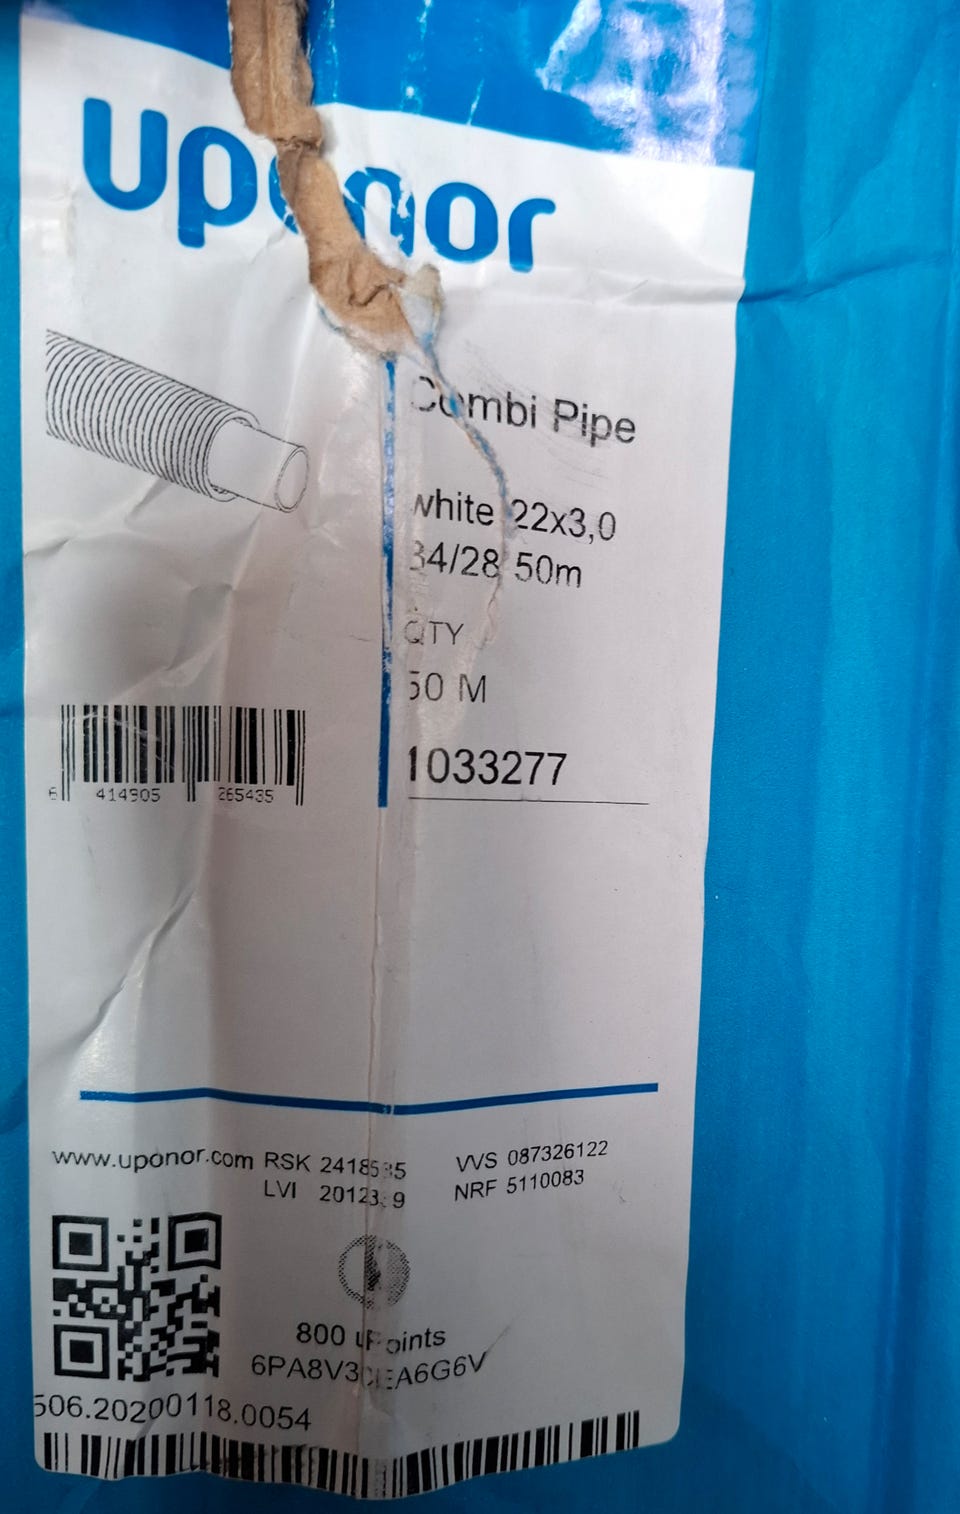 uponor
Combi Pipe
white 22x3,0
34/28 50m
QTY
50 M
1033277
6 414905 265435
www.uponor.com RSK
VVS 087326122
LVI
NRF 5110083
800 uPoints
506.20200118.0054